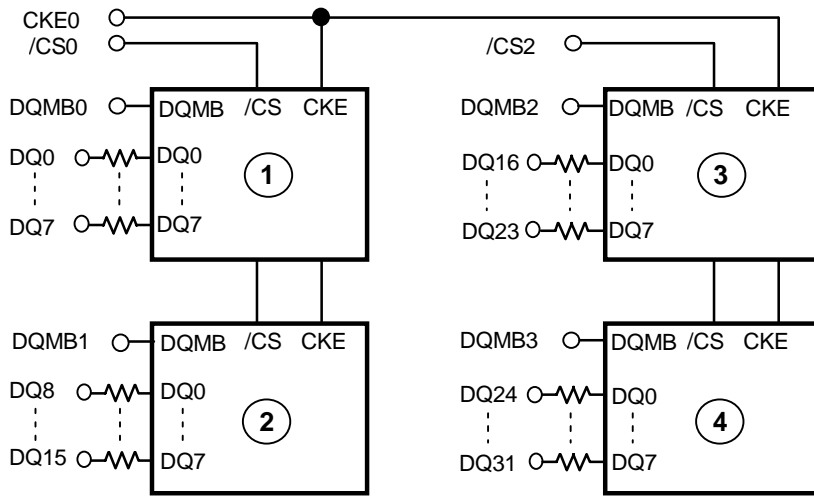 CKE0
/CS0
/CS2
DQMB0
DQMB /CS CKE
DQ0
DQ0
1
DQ7
DQ7
DQMB2
DQMB /CS CKE
DQ16
DQ0
3
DQ23
DQ7
DQMB1
DQMB /CS CKE
DQ8
DQ0
2
DQ15
DQ7
DQMB3
DQMB /CS CKE
DQ24
DQ0
4
DQ31
DQ7